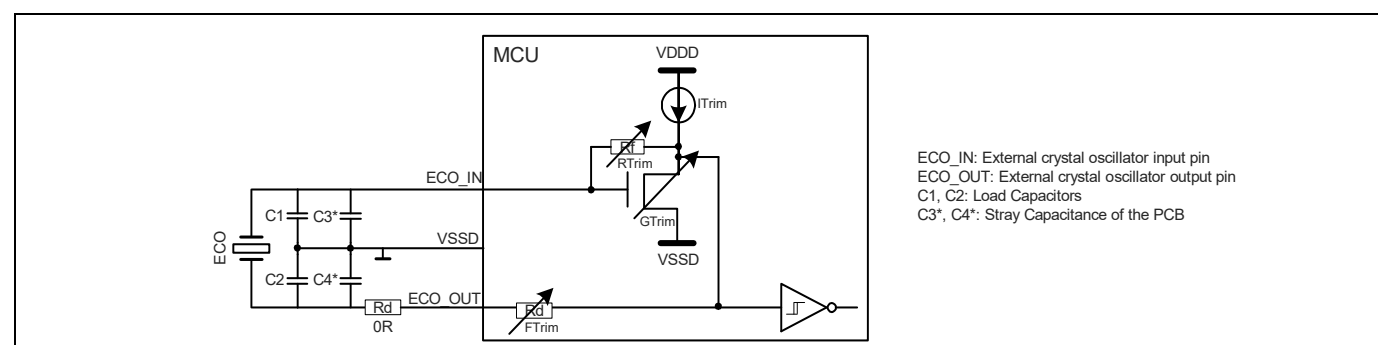 MCU
VDDD
ITrim
Rf
RTrim
ECO_IN
GTrim
C1
C3*
VSSD
VSSD
ECO
C2
C4*
Rd
0R
ECO_OUT
Rd
FTrim
ECO_IN: External crystal oscillator input pin
ECO_OUT: External crystal oscillator output pin
C1, C2: Load Capacitors
C3*, C4*: Stray Capacitance of the PCB